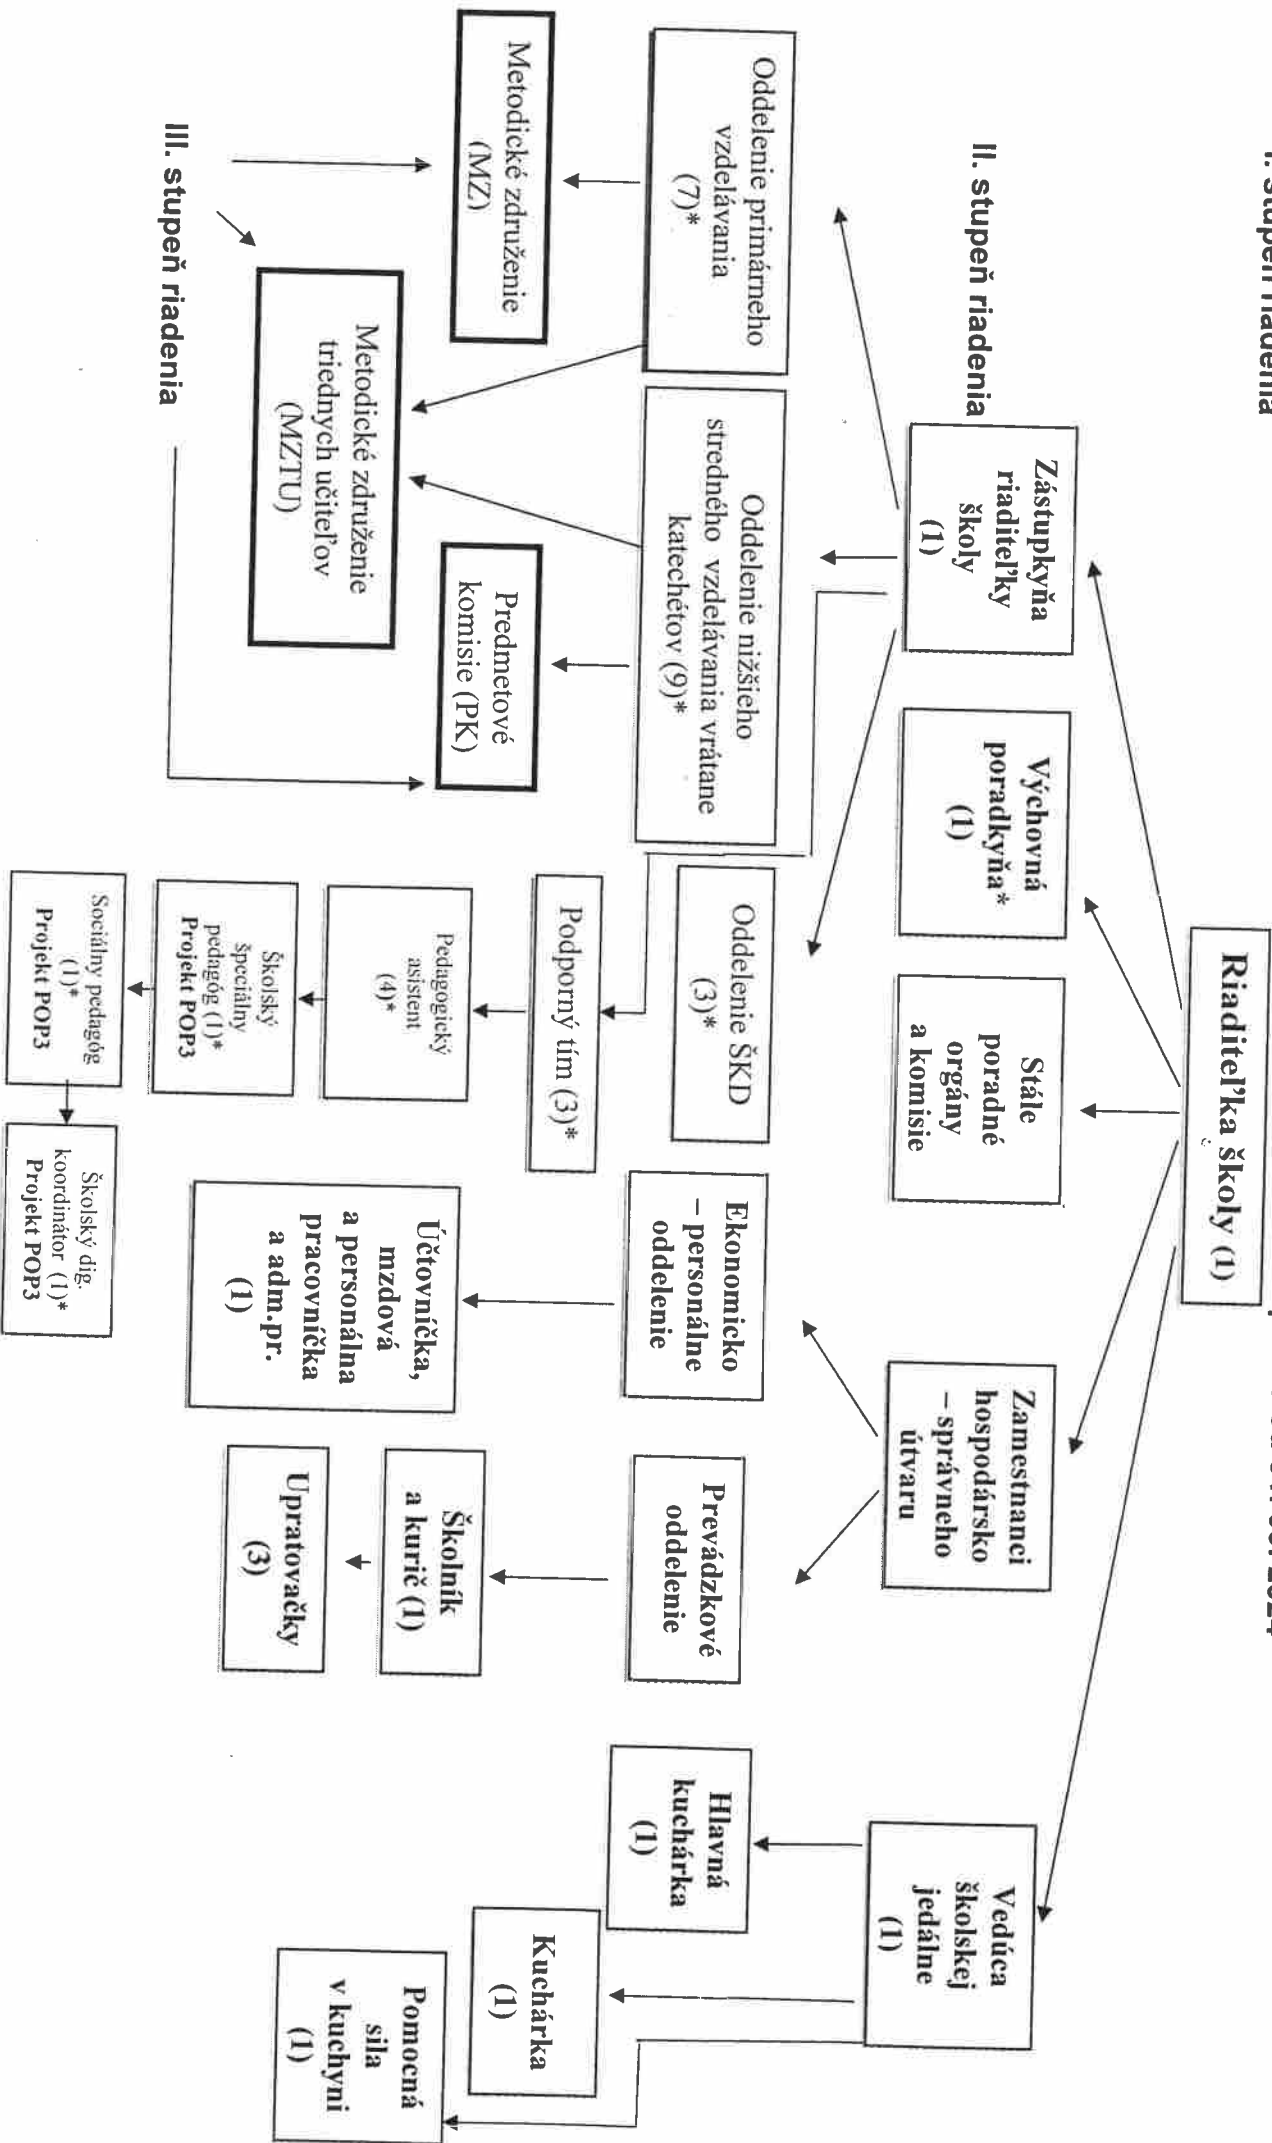 I. stupeň riadenia
Riaditeľka školy (1)
II. stupeň riadenia
Zástupkyňa
riaditeľky
školy
(1)
Výchovná
poradkyňa*
(1)
Stále
poradné
orgány
a komisie
Zamestnanci
hospodársko
– správneho
útvaru
Vedúca
školskej
jedálne
(1)
Oddelenie primárneho
vzdelávania
(7)*
Oddelenie nižšieho
stredného vzdelávania vrátane
katechétov (9)*
Oddelenie ŠKD
(3)*
Ekonomicko
– personálne
oddelenie
Prevádzkové
oddelenie
Hlavná
kuchárka
(1)
Metodické združenie
(MZ)
Predmetové
komisie (PK)
Podporný tím (3)*
Kuchárka
(1)
Metodické združenie
triednych učiteľov
(MZTU)
Pedagogický
asistent
(4)*
Účtovníčka,
mzdová
a personálna
pracovníčka
a adm.pr.
(1)
Školník
a kurič (1)
Pomocná
sila
v kuchyni
(1)
III. stupeň riadenia
Školský
špeciálny
pedagóg (1)*
Projekt POP3
Upratovačky
(3)
Sociálny pedagóg
(1)*
Projekt POP3
Školský dig.
koordinátor (1)*
Projekt POP3